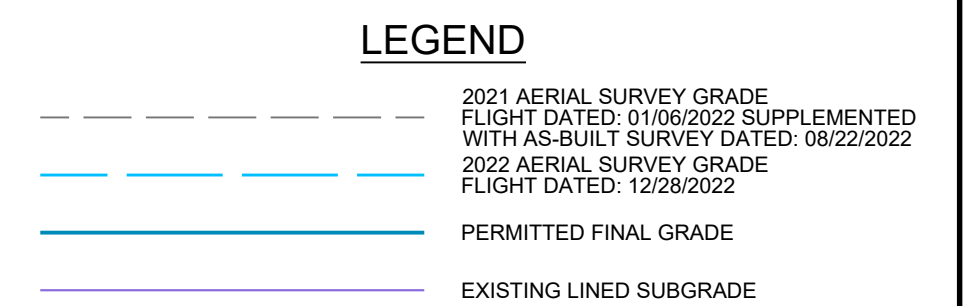 LEGEND
2021 AERIAL SURVEY GRADE
FLIGHT DATED: 01/06/2022 SUPPLEMENTED
WITH AS-BUILT SURVEY DATED: 08/22/2022
2022 AERIAL SURVEY GRADE
FLIGHT DATED: 12/28/2022
PERMITTED FINAL GRADE
EXISTING LINED SUBGRADE